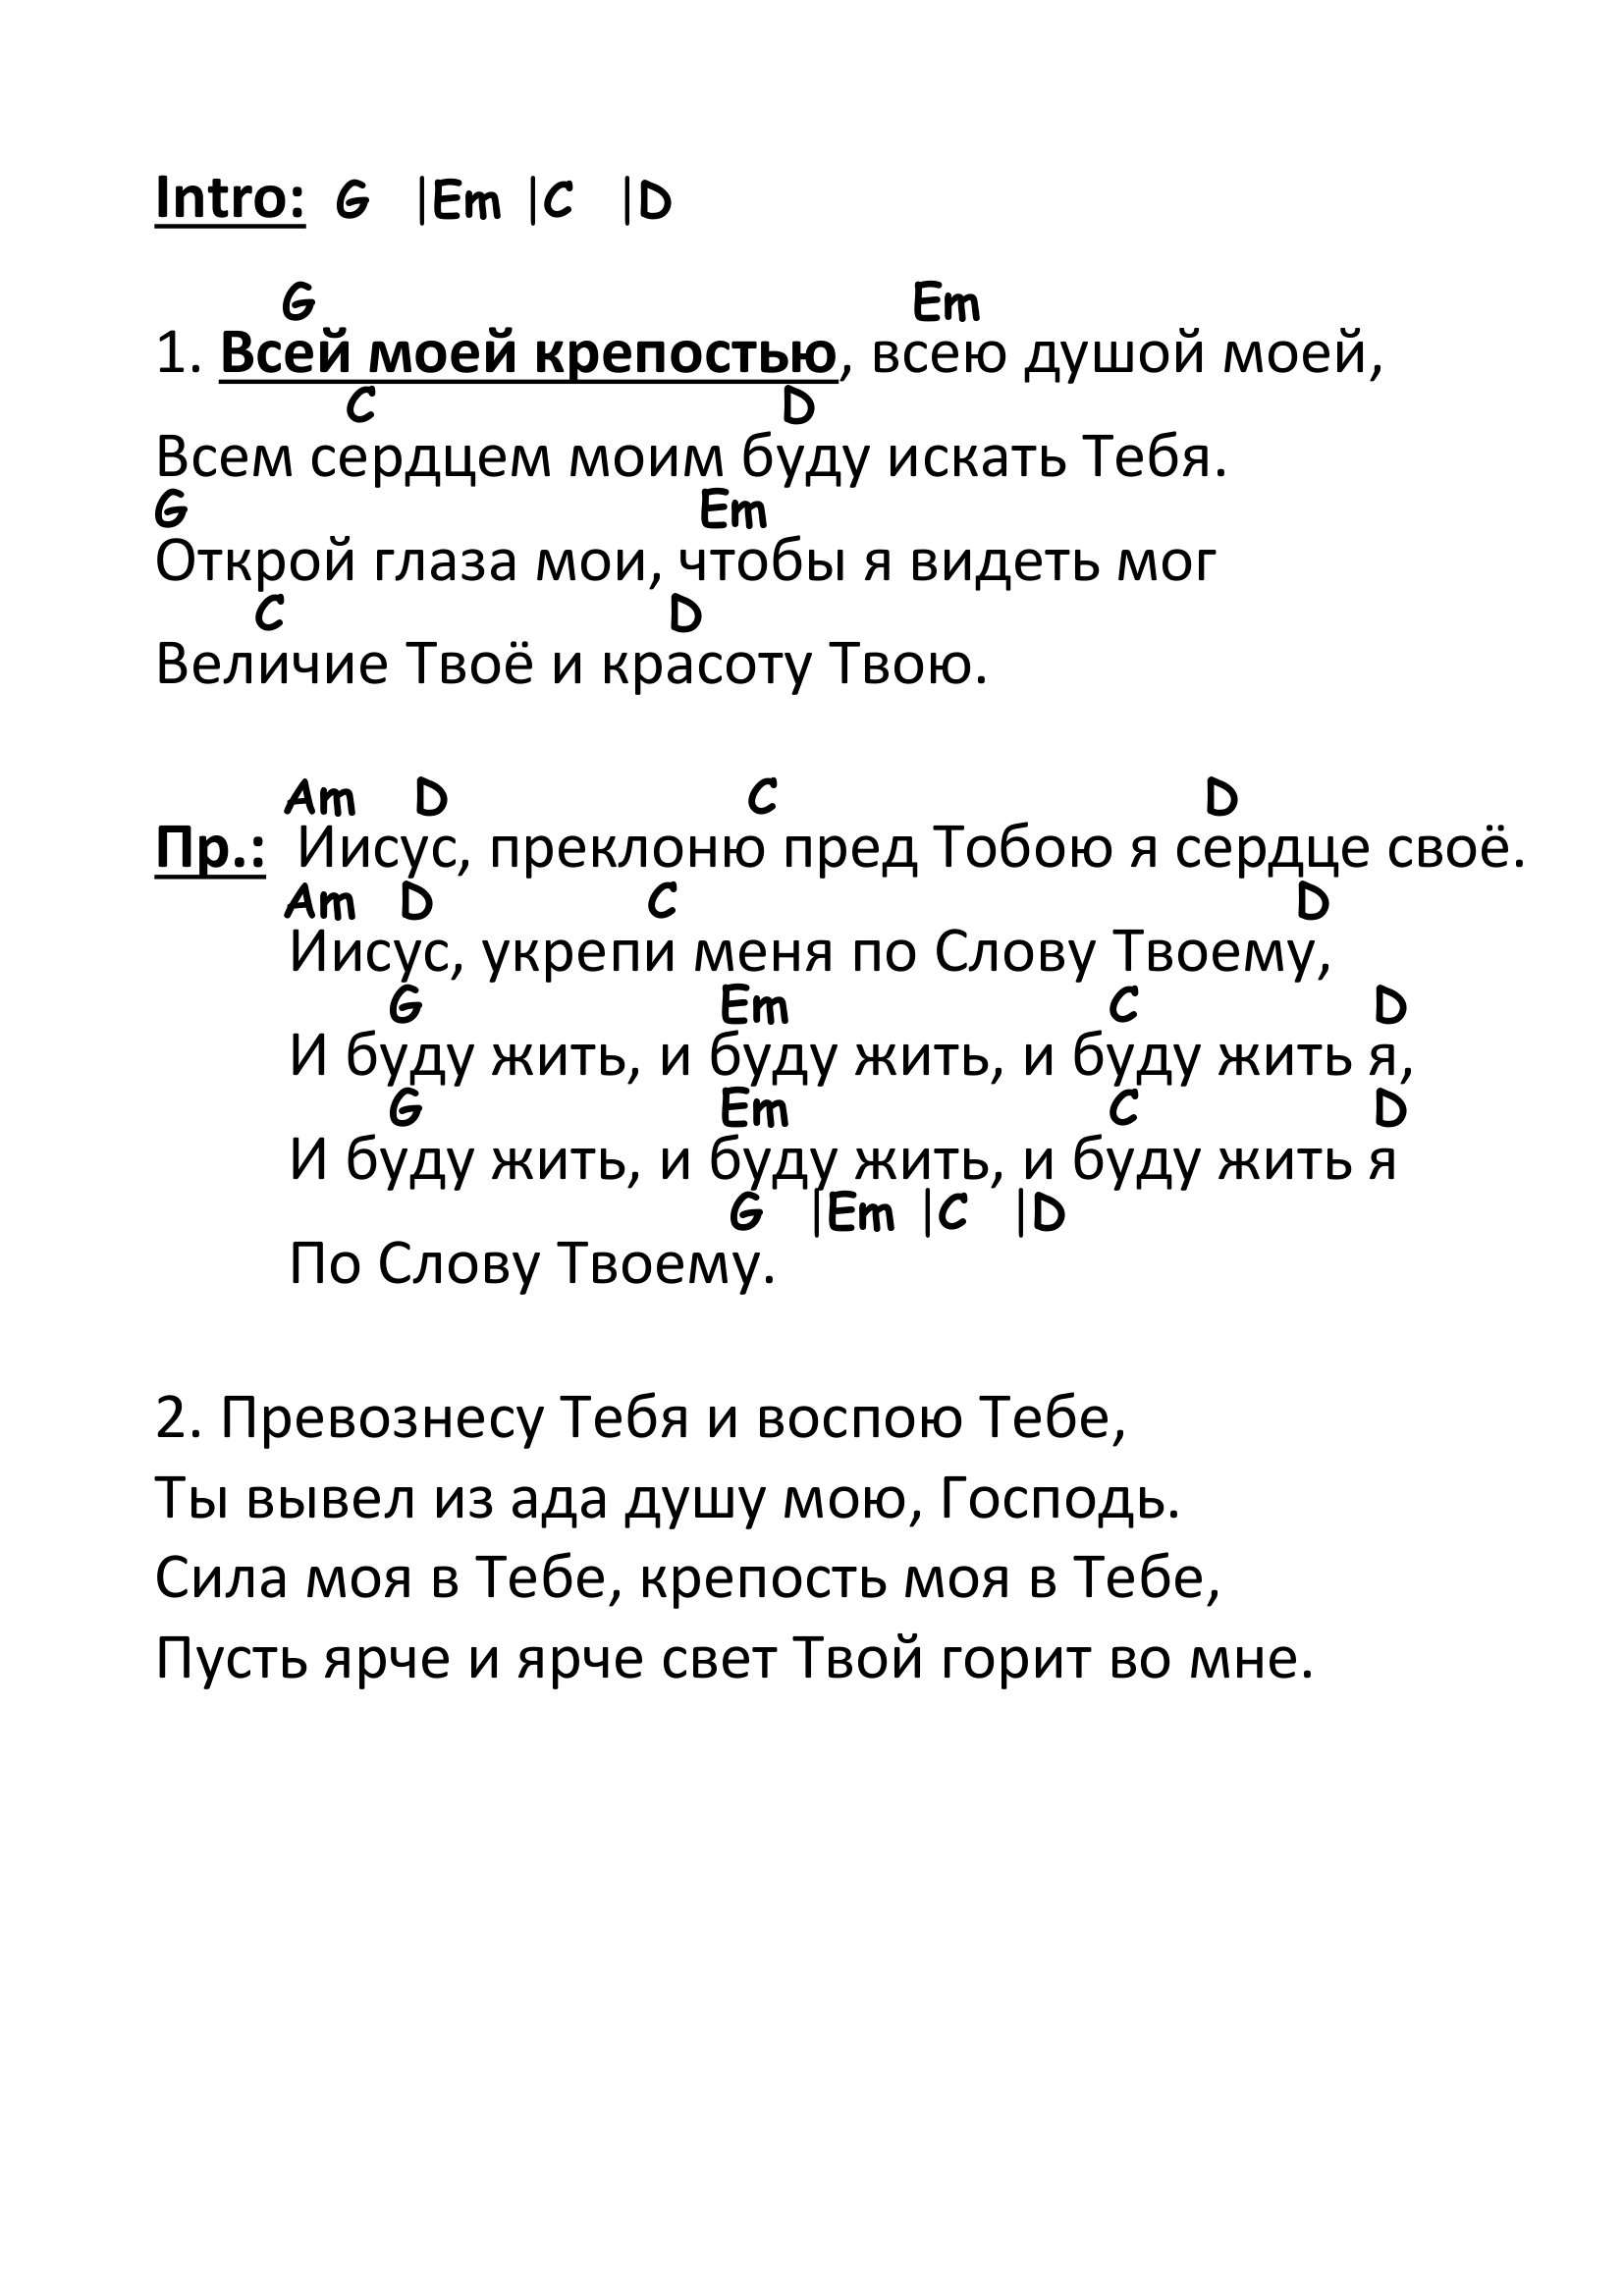 Intro: G |Em |C |D
G Em
1. Всей моей крепостью, всею душой моей,
C D
Всем сердцем моим буду искать Тебя.
G Em
Открой глаза мои, чтобы я видеть мог
C D
Величие Твоё и красоту Твою.
Am D C D
Пр.: Иисус, преклоню пред Тобою я сердце своё.
Am D C D
Иисус, укрепи меня по Слову Твоему,
G Em C D
И буду жить, и буду жить, и буду жить я,
G Em C D
И буду жить, и буду жить, и буду жить я
G |Em |C |D
По Слову Твоему.
2. Превознесу Тебя и воспою Тебе,
Ты вывел из ада душу мою, Господь.
Сила моя в Тебе, крепость моя в Тебе,
Пусть ярче и ярче свет Твой горит во мне.